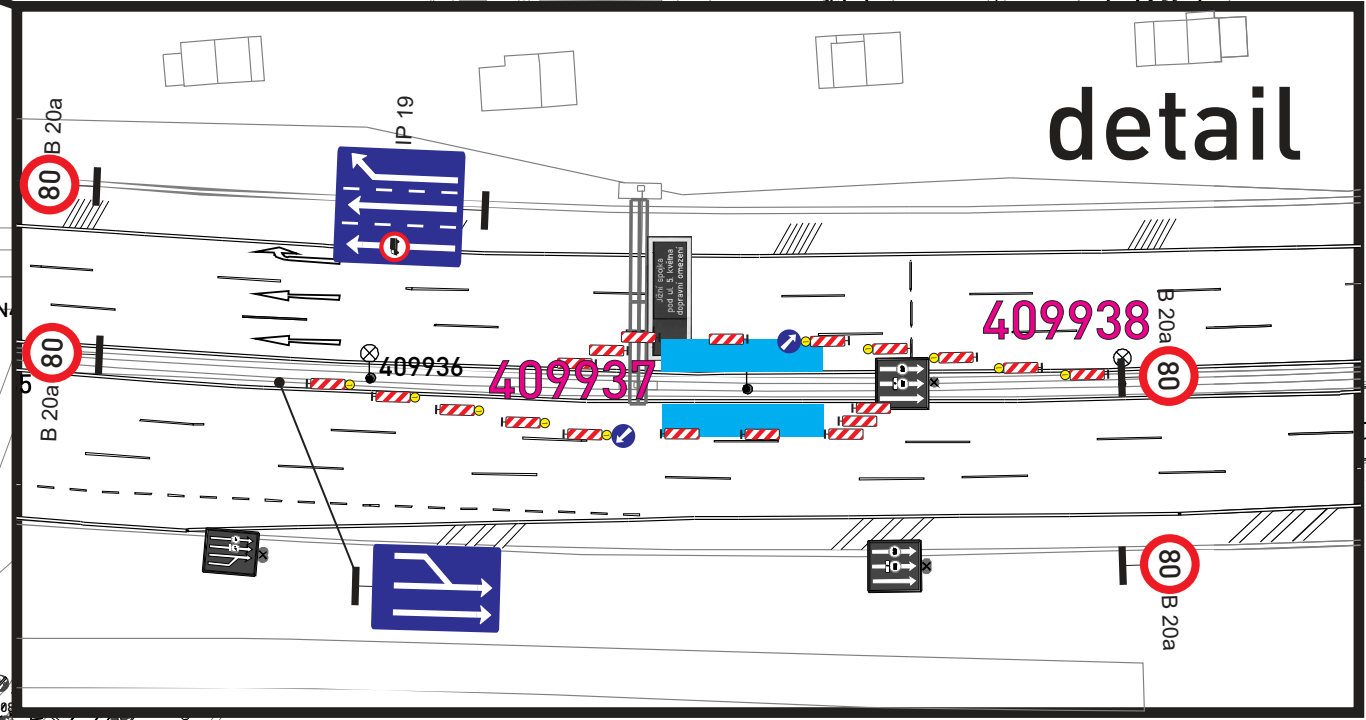 detail
B 20a
80
IP 19
Jižní spojka
pod ul. 5. května
dopravní omezení
409938
B 20a
80
80
B 20a
409936
409937
5
80
B 20a